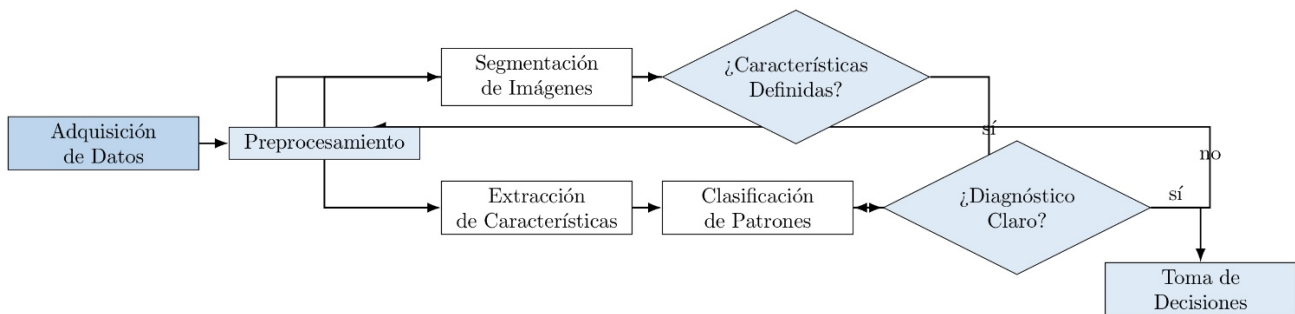 Segmentación
de Imágenes
¿Características
Definidas?
Adquisición
de Datos
Preprocesamiento
sí
no
Extracción
de Características
Clasificación
de Patrones
¿Diagnóstico
Claro?
sí
Toma de
Decisiones